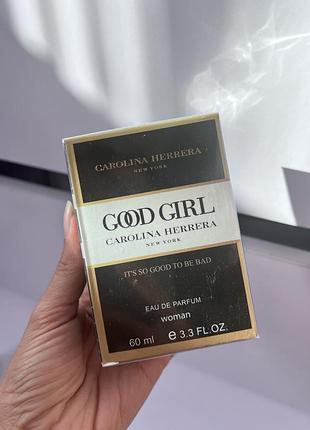 CAROLINA HERRERA
NEW YORK
GOOD GIRL
CAROLINA HERRERA
NEW YORK
IT'S SO GOOD TO BE BAD
EAU DE PARFUM
woman
60 ml e 3.3 FL.OZ.